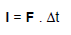 I = F . Δt